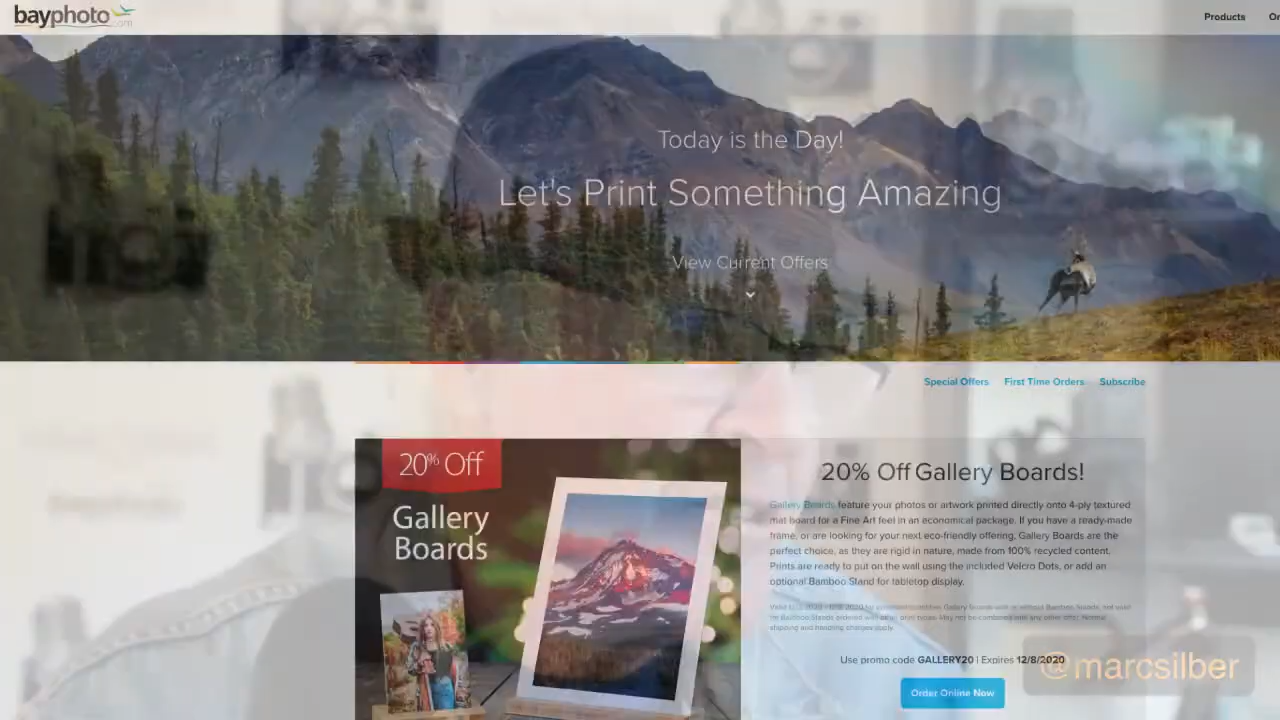 bayphoto.com
Products
Today is the Day!
Let's Print Something Amazing
View Current Offers
Special Offers First Time Orders Subscribe
20% Off
Gallery
Boards
20% Off Gallery Boards!
Gallery Boards feature your photos or artwork printed directly onto 4-ply textured
mat board for a Fine Art feel in an economical package. If you have a ready-made
frame, or are looking for your next eco-friendly offering, Gallery Boards are the
perfect choice, as they are rigid in nature, made from 100% recycled content.
Prints are ready to put on the wall using the included Velcro Dots, or add an
optional Bamboo Stand for tabletop display.
shipping and handling charges apply.
Use promo code GALLERY20 | Expires 12/8/2020
@marcsilber
Order Online Now